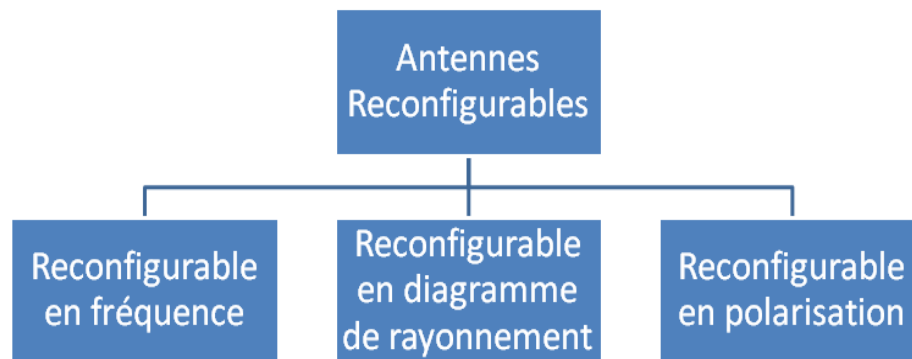 Antennes
Reconfigurables
Reconfigurable
en fréquence
Reconfigurable
en diagramme
de rayonnement
Reconfigurable
en polarisation